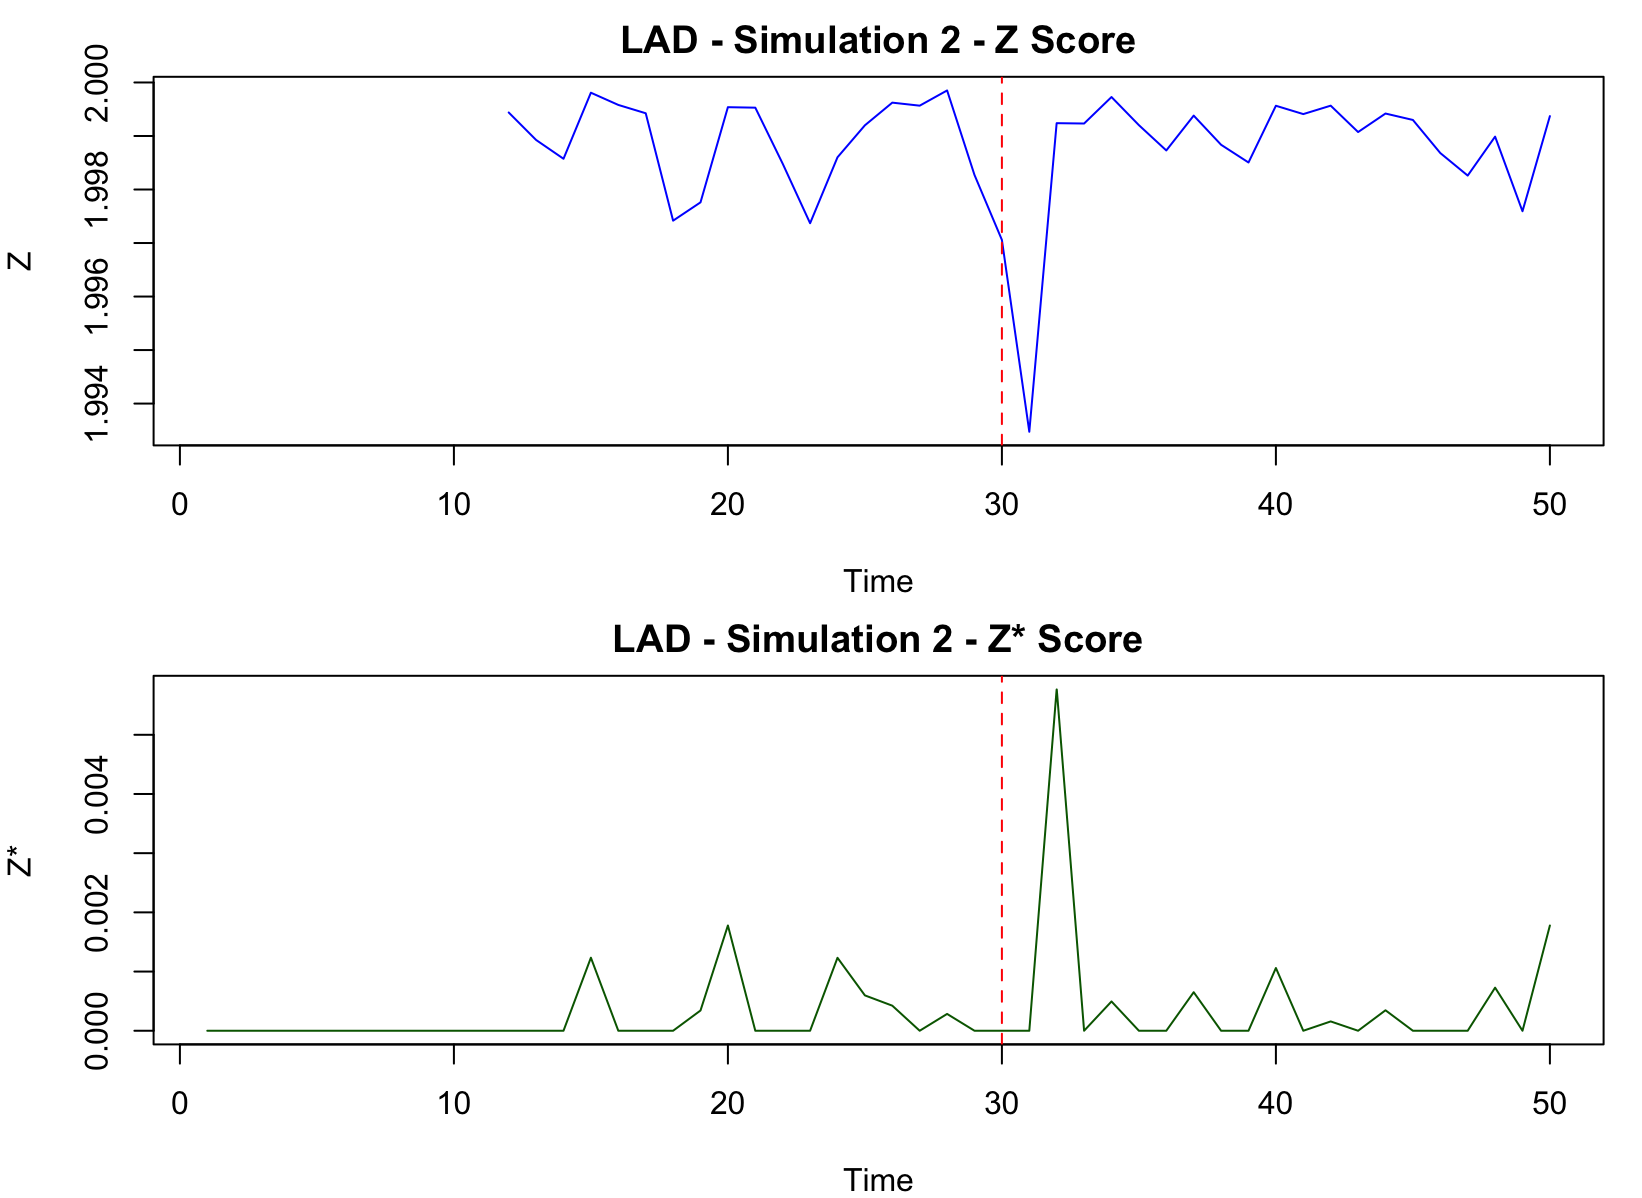 LAD - Simulation 2 - Z Score
Z
2.000
1.998
1.996
1.994
0 10 20 30 40 50
Time
LAD - Simulation 2 - Z* Score
Z*
0.004
0.002
0.000
0 10 20 30 40 50
Time